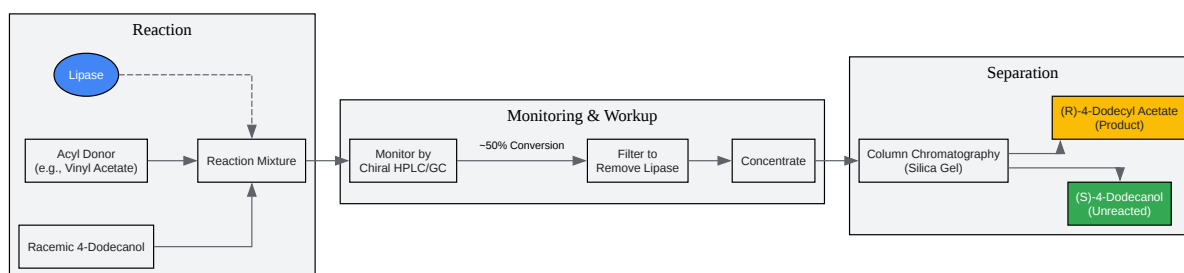 Reaction
Lipase
Acyl Donor
(e.g., Vinyl Acetate)
Reaction Mixture
Racemic 4-Dodecanol
Monitoring & Workup
Monitor by
Chiral HPLC/GC
~50% Conversion
Filter to
Remove Lipase
Concentrate
Separation
Column Chromatography
(Silica Gel)
(R)-4-Dodecyl Acetate
(Product)
(S)-4-Dodecanol
(Unreacted)